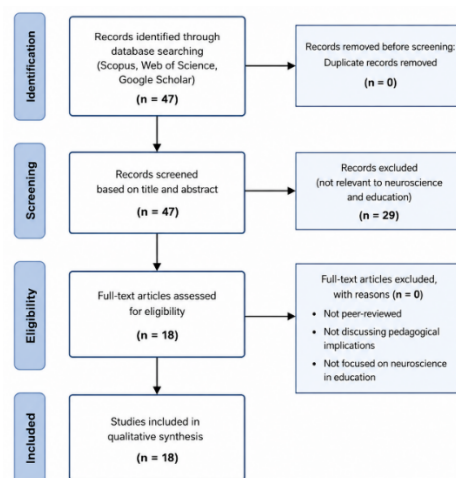 Identification
Records identified through
database searching
(Scopus, Web of Science,
Google Scholar)
(n = 47)
Records removed before screening:
Duplicate records removed
(n = 0)
Screening
Records screened
based on title and abstract
(n = 47)
Records excluded
(not relevant to neuroscience
and education)
(n = 29)
Eligibility
Full-text articles assessed
for eligibility
(n = 18)
Full-text articles excluded,
with reasons (n = 0)
• Not peer-reviewed
• Not discussing pedagogical
implications
• Not focused on neuroscience
in education
Included
Studies included in
qualitative synthesis
(n = 18)